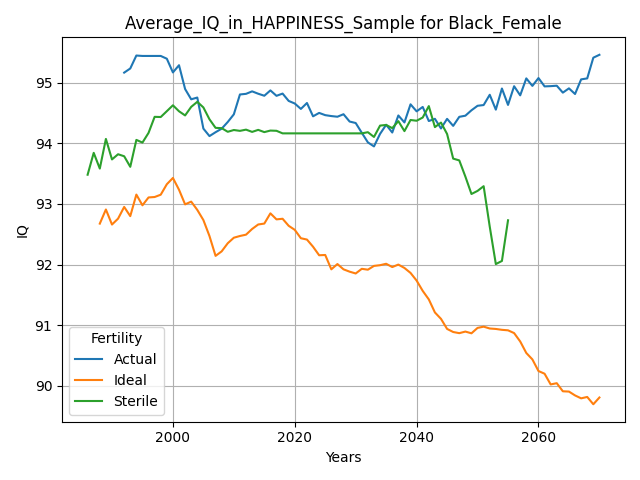 Average_IQ_in_HAPPINESS_Sample for Black_Female
IQ
95
94
93
92
91
90
Fertility
Actual
Ideal
Sterile
2000
2020
2040
2060
Years